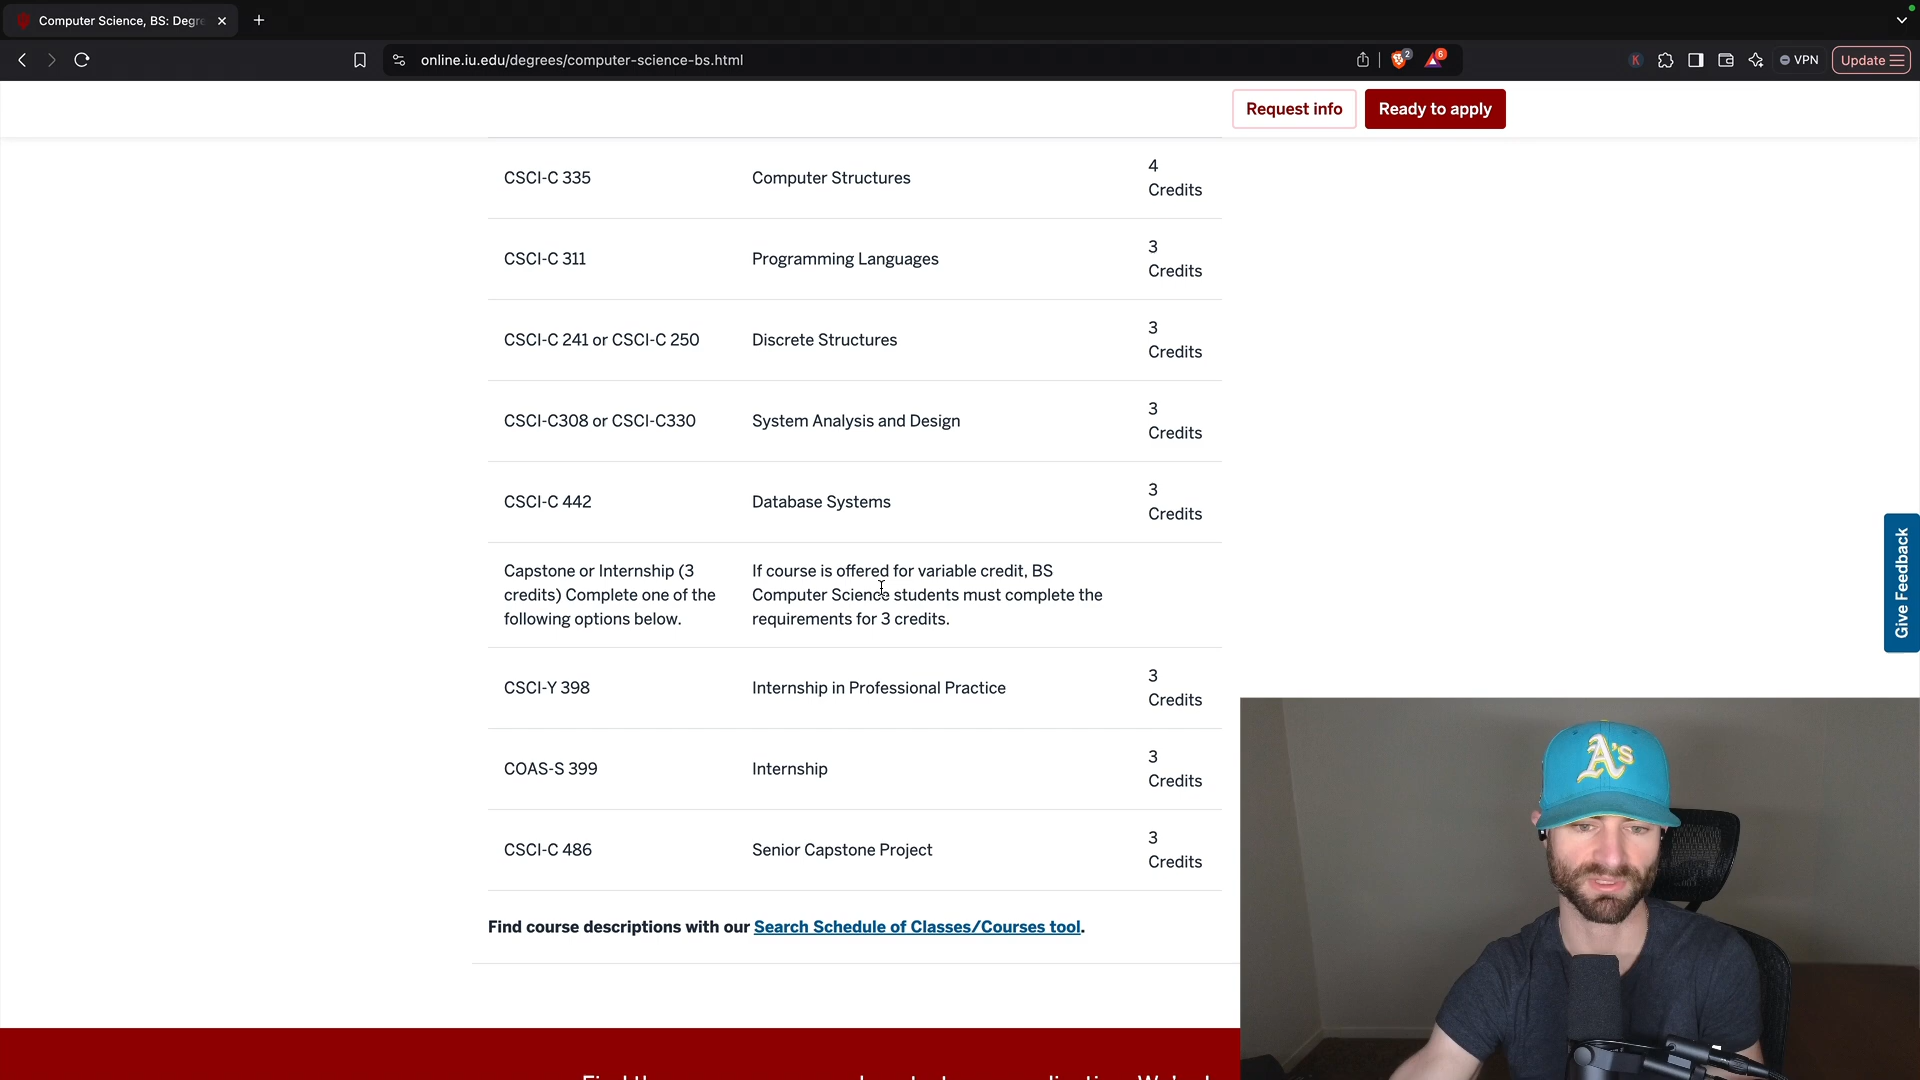 Computer Science, BS: Degre
online.iu.edu/degrees/computer-science-bs.html
2
6
K
VPN
Update
Request info
Ready to apply
CSCI-C 335
Computer Structures
4
Credits
CSCI-C 311
Programming Languages
3
Credits
CSCI-C 241 or CSCI-C 250
Discrete Structures
3
Credits
CSCI-C308 or CSCI-C330
System Analysis and Design
3
Credits
CSCI-C 442
Database Systems
3
Credits
Capstone or Internship (3
credits) Complete one of the
following options below.
If course is offered for variable credit, BS
Computer Science students must complete the
requirements for 3 credits.
CSCI-Y 398
Internship in Professional Practice
3
Credits
COAS-S 399
Internship
3
Credits
CSCI-C 486
Senior Capstone Project
3
Credits
Find course descriptions with our Search Schedule of Classes/Courses tool.
Give Feedback
A's